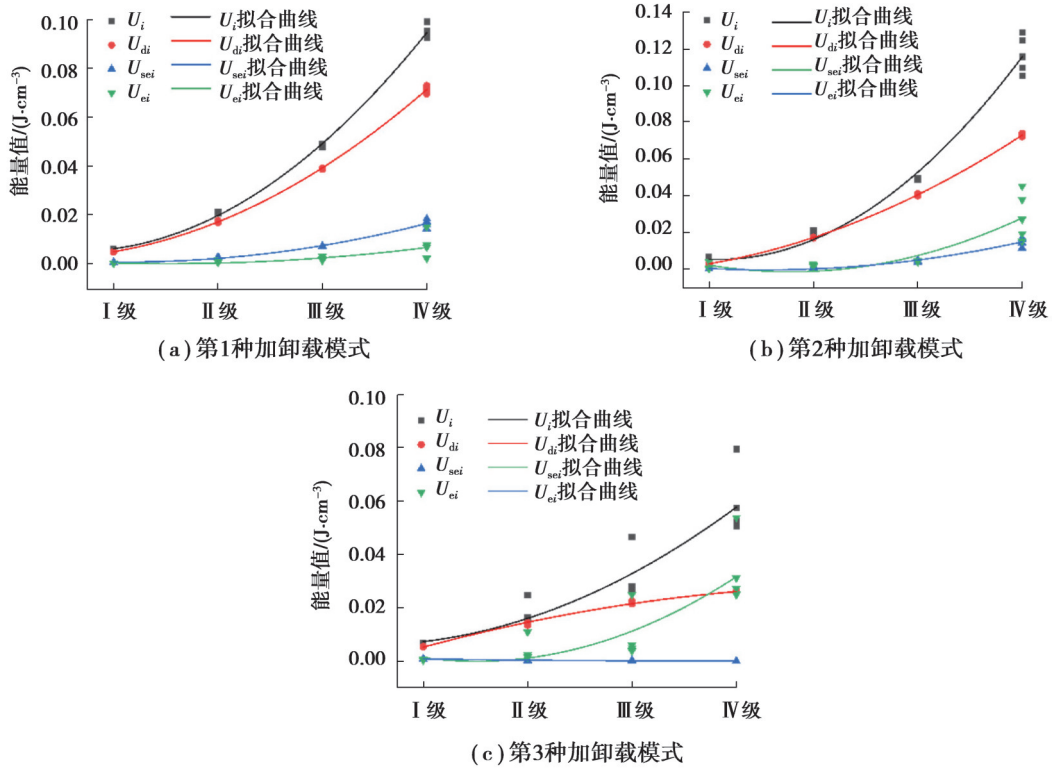 0.10
0.08
0.06
0.04
0.02
0.00
能量值/(J·cm⁻³)
Uᵢ Uᵢ拟合曲线
U_di U_di拟合曲线
U_sei U_sei拟合曲线
U_ei U_ei拟合曲线
Ⅰ级 Ⅱ级 Ⅲ级 Ⅳ级
(a)第1种加卸载模式
0.14
0.12
0.10
0.08
0.06
0.04
0.02
0.00
能量值/(J·cm⁻³)
Uᵢ Uᵢ拟合曲线
U_di U_di拟合曲线
U_sei U_sei拟合曲线
U_ei U_ei拟合曲线
Ⅰ级 Ⅱ级 Ⅲ级 Ⅳ级
(b)第2种加卸载模式
0.10
0.08
0.06
0.04
0.02
0.00
能量值/(J·cm⁻³)
Uᵢ Uᵢ拟合曲线
U_di U_di拟合曲线
U_sei U_sei拟合曲线
U_ei U_ei拟合曲线
Ⅰ级 Ⅱ级 Ⅲ级 Ⅳ级
(c)第3种加卸载模式